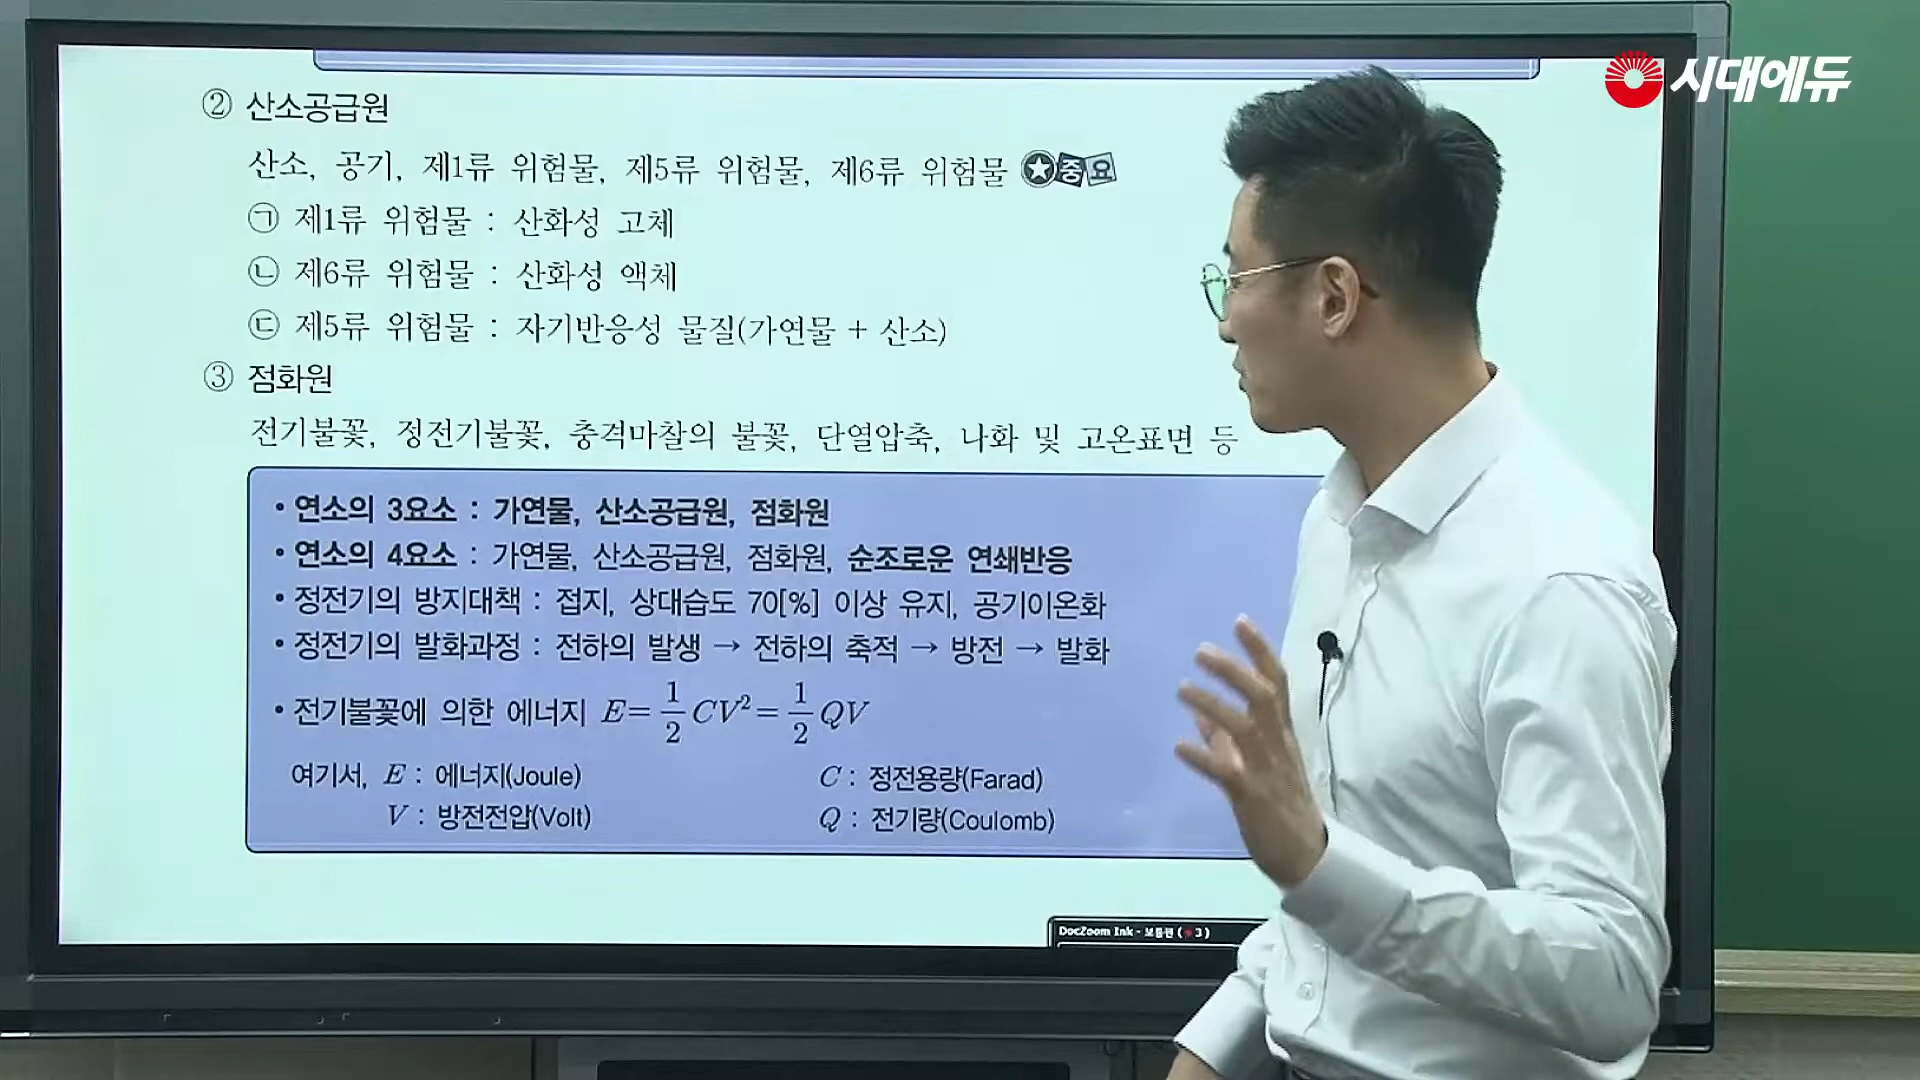 시대에듀
② 산소공급원
산소, 공기, 제1류 위험물, 제5류 위험물, 제6류 위험물 ★중요
㉠ 제1류 위험물 : 산화성 고체
㉡ 제6류 위험물 : 산화성 액체
㉢ 제5류 위험물 : 자기반응성 물질(가연물 + 산소)
③ 점화원
전기불꽃, 정전기불꽃, 충격마찰의 불꽃, 단열압축, 나화 및 고온표면 등
• 연소의 3요소 : 가연물, 산소공급원, 점화원
• 연소의 4요소 : 가연물, 산소공급원, 점화원, 순조로운 연쇄반응
• 정전기의 방지대책 : 접지, 상대습도 70[%] 이상 유지, 공기이온화
• 정전기의 발화과정 : 전하의 발생 → 전하의 축적 → 방전 → 발화
• 전기불꽃에 의한 에너지 E = 1/2 CV² = 1/2 QV
여기서, E : 에너지(Joule) C : 정전용량(Farad)
V : 방전전압(Volt) Q : 전기량(Coulomb)
DocZoom Ink - 보통펜 ( 3 )